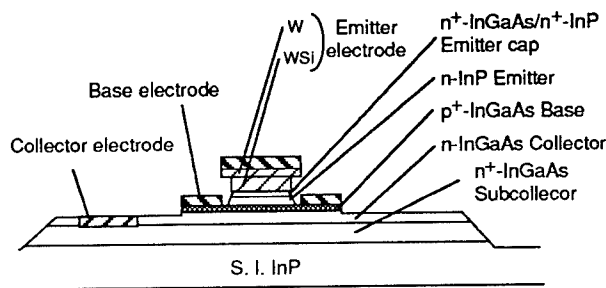 W
WSi
Emitter
electrode
n⁺-InGaAs/n⁺-InP
Emitter cap
n-InP Emitter
p⁺-InGaAs Base
n-InGaAs Collector
n⁺-InGaAs
Subcollecor
Base electrode
Collector electrode
S. I. InP